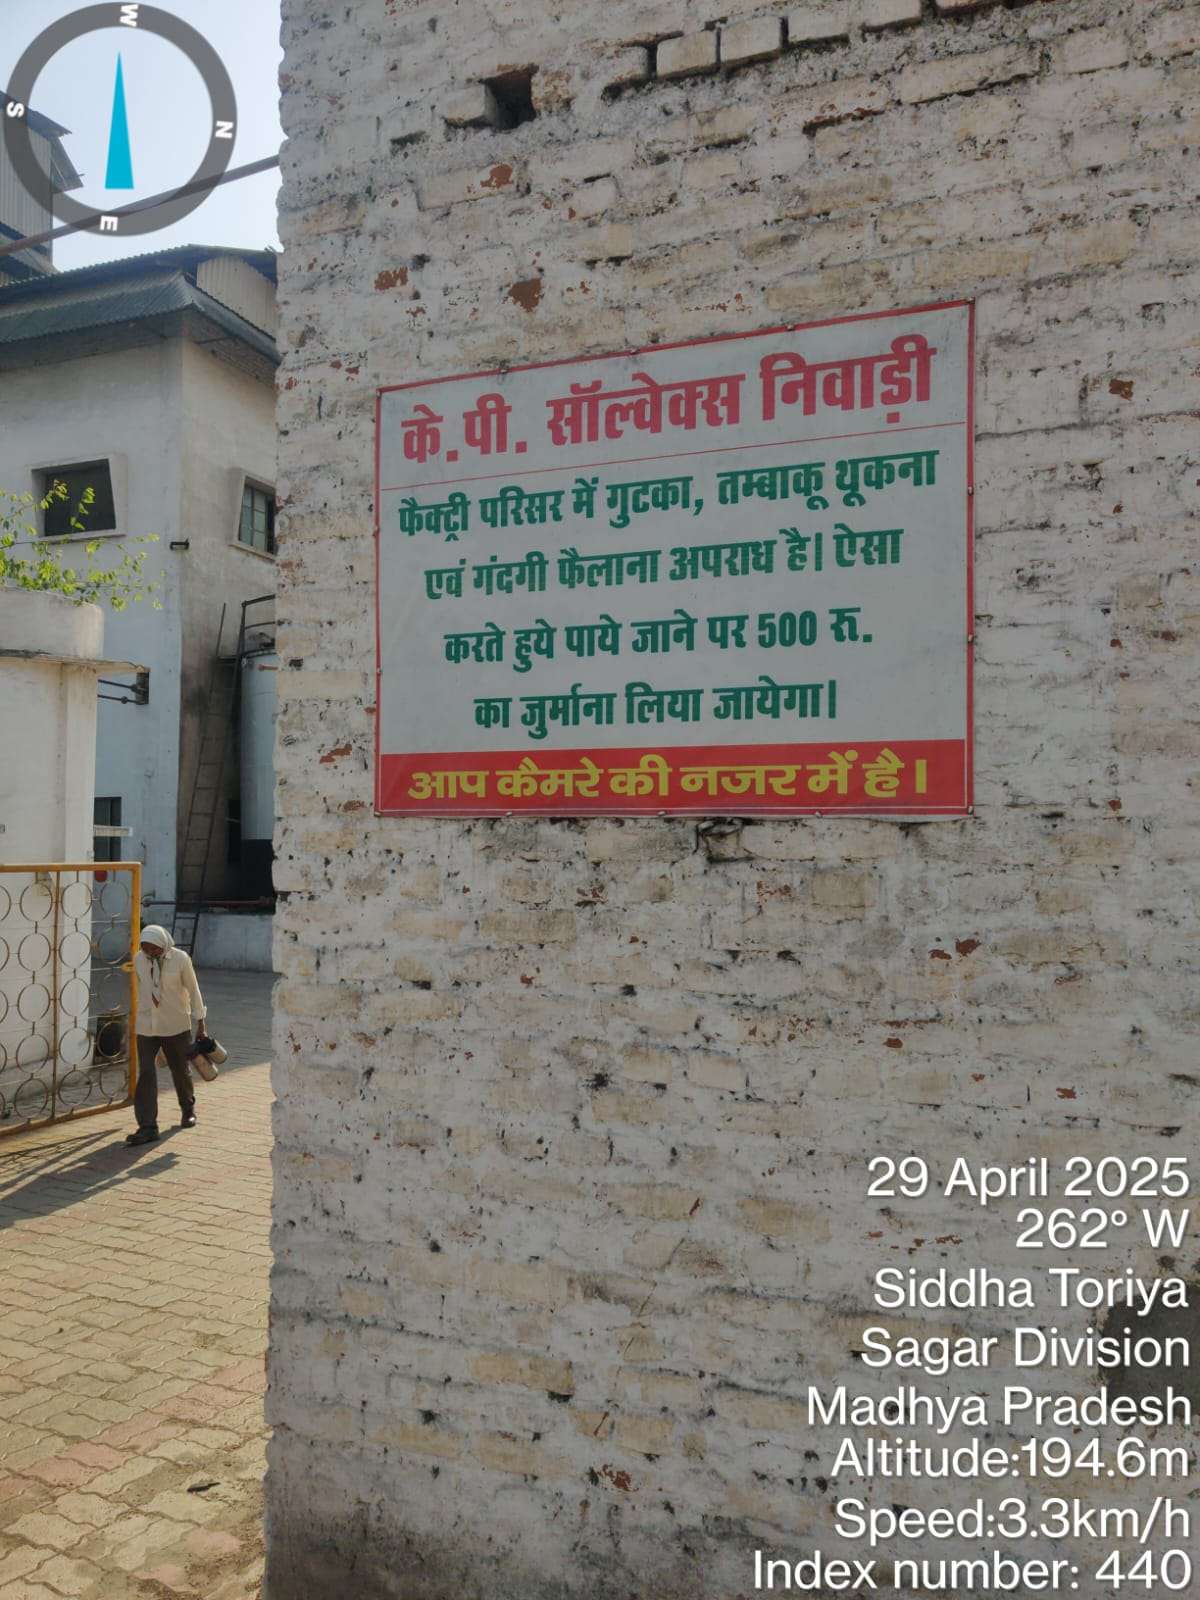 W
N
S
E
के.पी. सॉल्वेक्स निवाड़ी
फैक्ट्री परिसर में गुटका, तम्बाकू थूकना
एवं गंदगी फैलाना अपराध है। ऐसा
करते हुये पाये जाने पर 500 रू.
का जुर्माना लिया जायेगा।
आप कैमरे की नजर में है।
29 April 2025
262° W
Siddha Toriya
Sagar Division
Madhya Pradesh
Altitude:194.6m
Speed:3.3km/h
Index number: 440